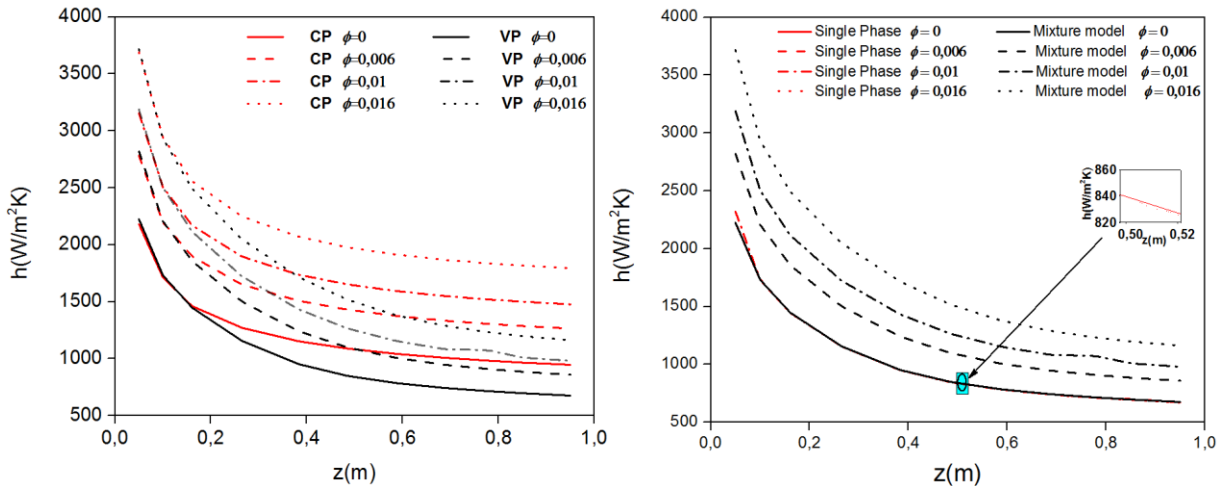 4000
3500
3000
2500
2000
1500
1000
500
h(W/m²K)
CP ϕ=0
CP ϕ=0,006
CP ϕ=0,01
CP ϕ=0,016
VP ϕ=0
VP ϕ=0,006
VP ϕ=0,01
VP ϕ=0,016
0,0 0,2 0,4 0,6 0,8 1,0
z(m)
4000
3500
3000
2500
2000
1500
1000
500
h(W/m²K)
Single Phase ϕ=0
Single Phase ϕ=0,006
Single Phase ϕ=0,01
Single Phase ϕ=0,016
Mixture model ϕ=0
Mixture model ϕ=0,006
Mixture model ϕ=0,01
Mixture model ϕ=0,016
860
840
820
h(W/m²K)
0,50 0,52
z(m)
0,0 0,2 0,4 0,6 0,8 1,0
z(m)